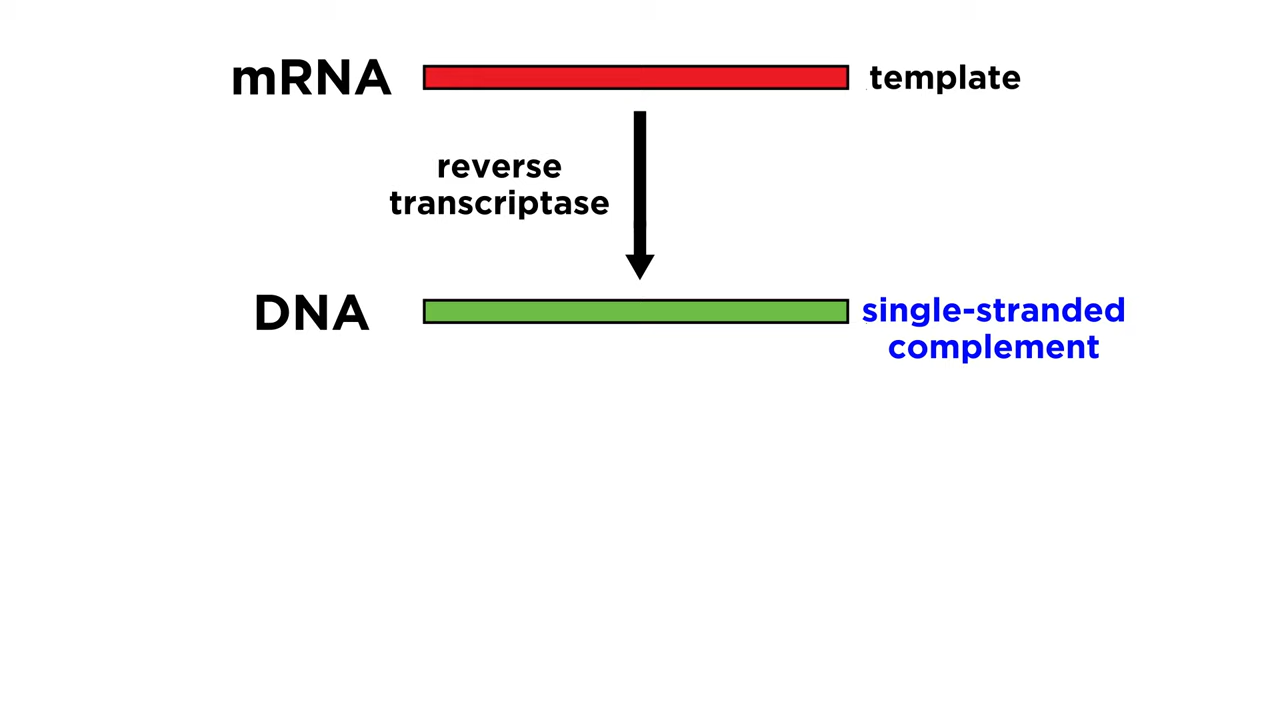 mRNA
template
reverse
transcriptase
DNA
single-stranded
complement